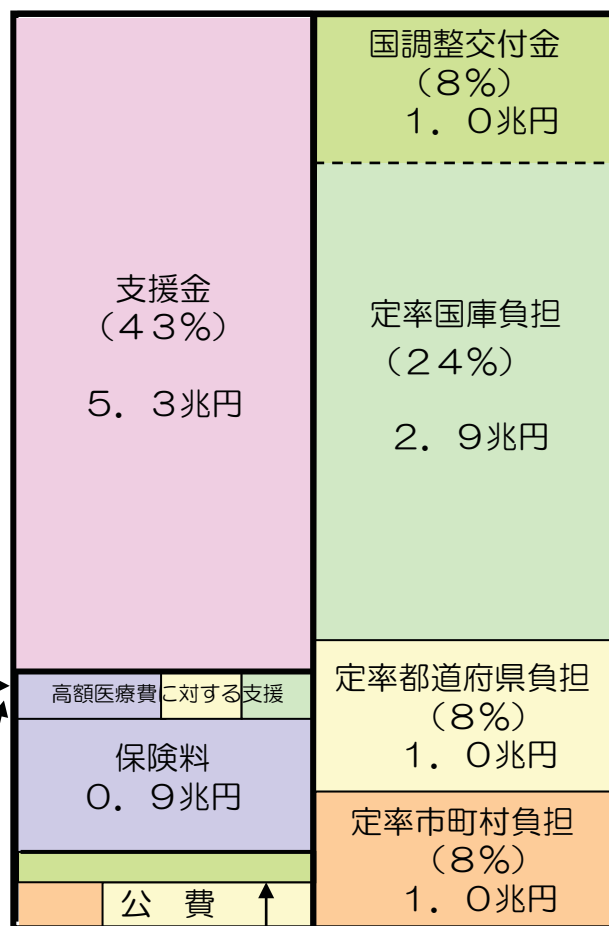 支援金
（４３％）
５．３兆円
高額医療費に対する支援
保険料
０．９兆円
公　費
国調整交付金
（８％）
１．０兆円
定率国庫負担
（２４％）
２．９兆円
定率都道府県負担
（８％）
１．０兆円
定率市町村負担
（８％）
１．０兆円